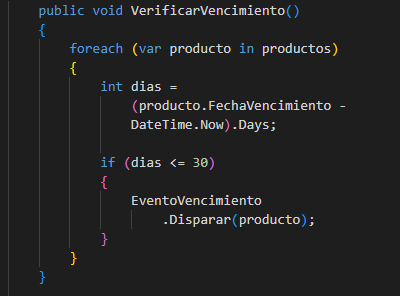 public void VerificarVencimiento()
{
foreach (var producto in productos)
{
int dias =
(producto.FechaVencimiento -
DateTime.Now).Days;
if (dias <= 30)
{
EventoVencimiento
.Disparar(producto);
}
}
}